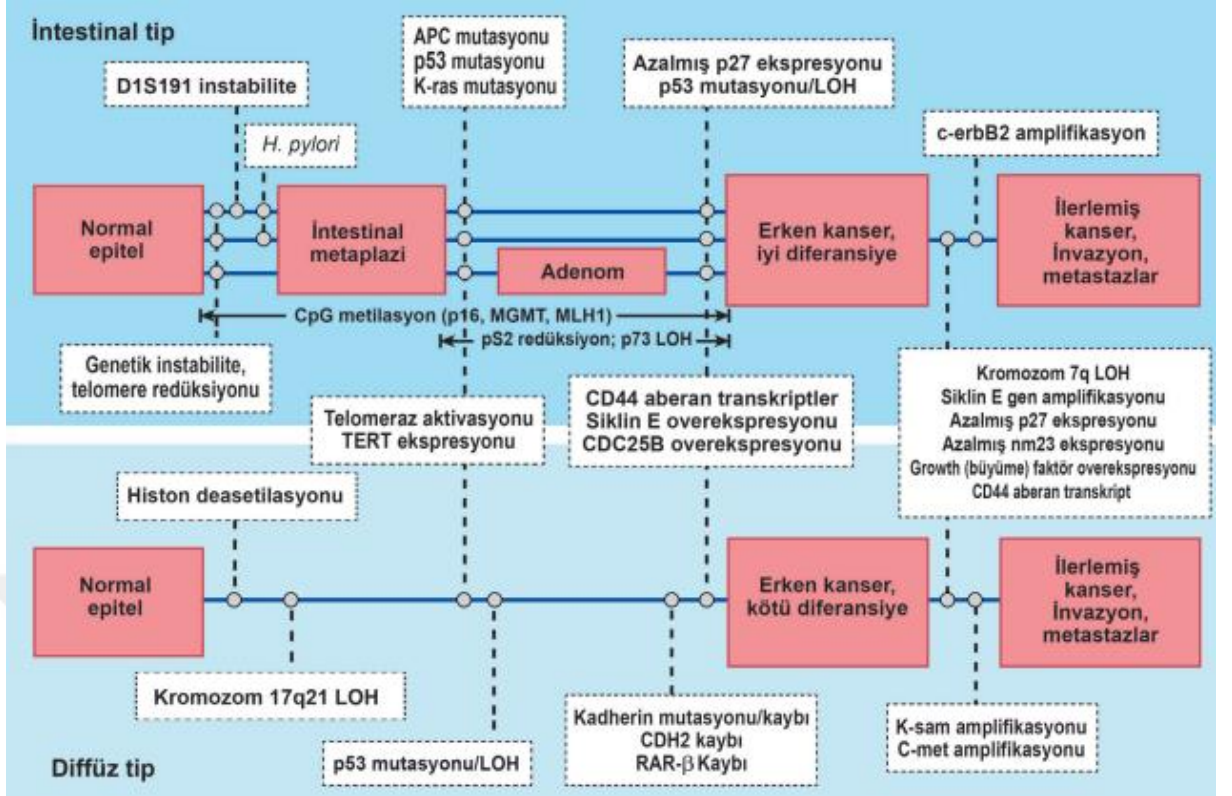 İntestinal tip
D1S191 instabilite
H. pylori
APC mutasyonu
p53 mutasyonu
K-ras mutasyonu
Azalmış p27 ekspresyonu
p53 mutasyonu/LOH
c-erbB2 amplifikasyon
Normal
epitel
İntestinal
metaplazi
Adenom
Erken kanser,
iyi diferansiye
İlerlemiş
kanser,
İnvazyon,
metastazlar
CpG metilasyon (p16, MGMT, MLH1)
pS2 redüksiyon; p73 LOH
Genetik instabilite,
telomere redüksiyonu
Telomeraz aktivasyonu
TERT ekspresyonu
CD44 aberan transkriptler
Siklin E overekspresyonu
CDC25B overekspresyonu
Kromozom 7q LOH
Siklin E gen amplifikasyonu
Azalmış p27 ekspresyonu
Azalmış nm23 ekspresyonu
Growth (büyüme) faktör overekspresyonu
CD44 aberan transkript
Histon deasetilasyonu
Normal
epitel
Erken kanser,
kötü diferansiye
İlerlemiş
kanser,
İnvazyon,
metastazlar
Kromozom 17q21 LOH
p53 mutasyonu/LOH
Kadherin mutasyonu/kaybı
CDH2 kaybı
RAR-β Kaybı
K-sam amplifikasyonu
C-met amplifikasyonu
Diffüz tip